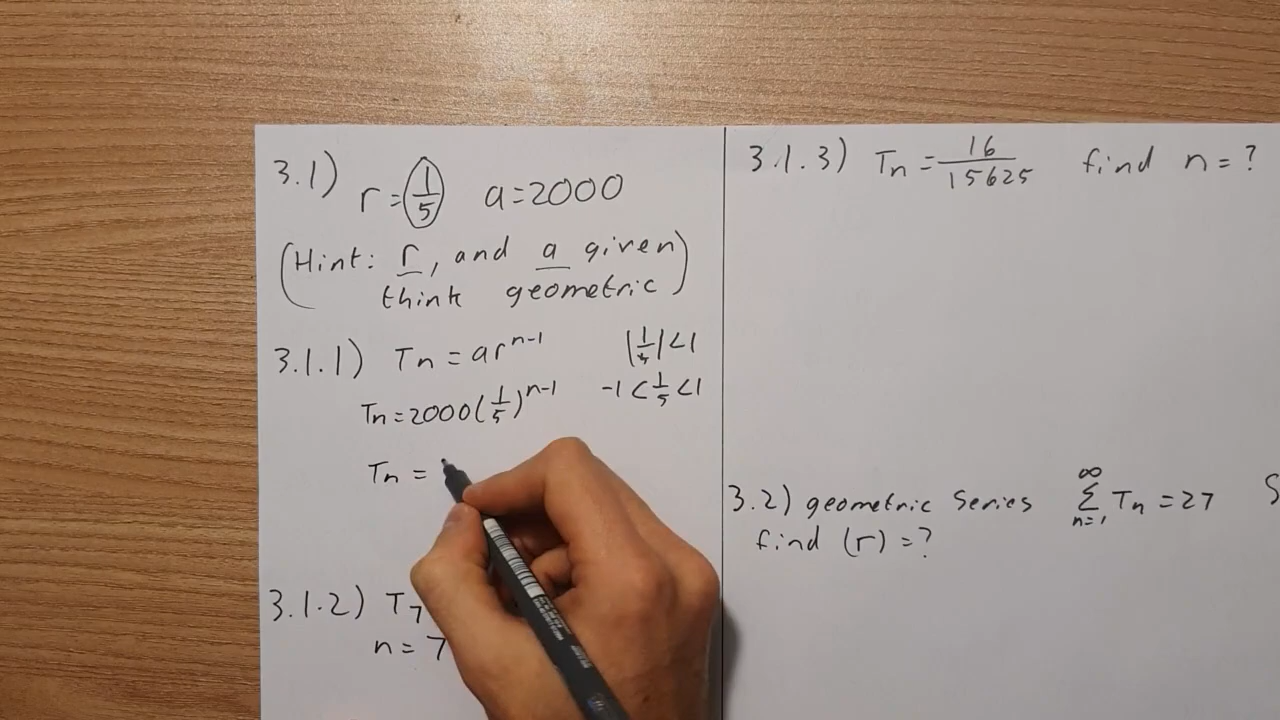 3.1) r = 1/5 a = 2000
(Hint: r, and a given
think geometric)
3.1.1) Tn = ar^{n-1} |1/5| < 1
Tn = 2000(1/5)^{n-1} -1 < 1/5 < 1
Tn =
3.1.2) T7
n = 7
3.1.3) Tn = 16/15625 find n = ?
3.2) geometric Series ∞∑n=1 Tn = 27 S
find (r) = ?